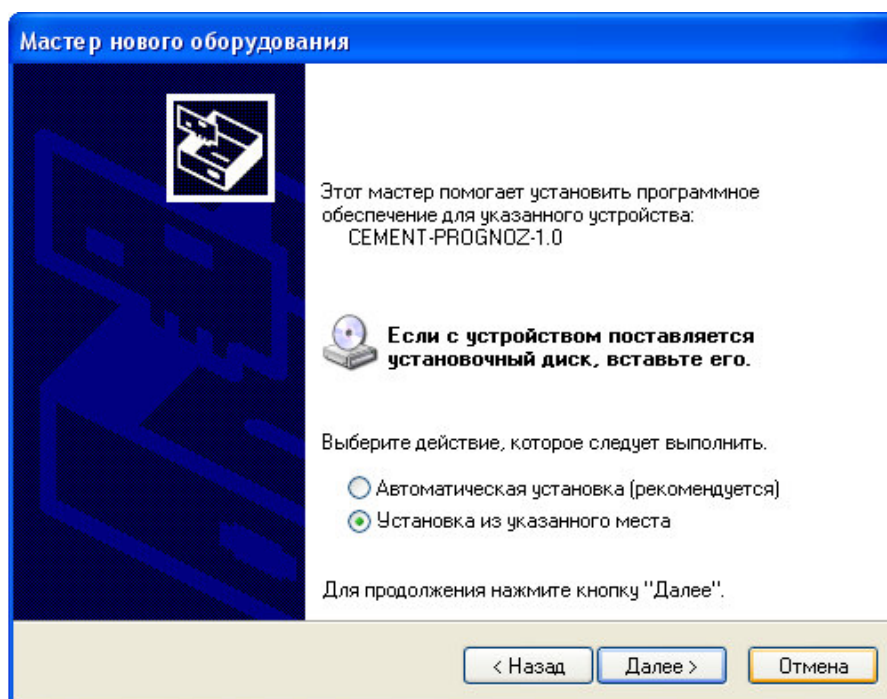 Мастер нового оборудования
Этот мастер помогает установить программное
обеспечение для указанного устройства:
CEMENT-PROGNOZ-1.0
Если с устройством поставляется
установочный диск, вставьте его.
Выберите действие, которое следует выполнить.
Автоматическая установка (рекомендуется)
Установка из указанного места
Для продолжения нажмите кнопку "Далее".
< Назад Далее > Отмена